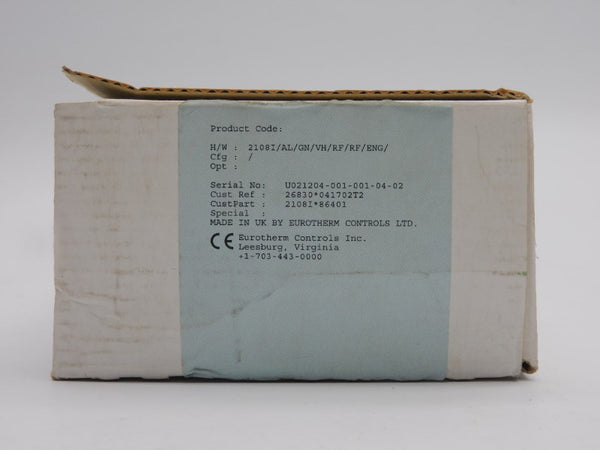 Product Code:
H/W : 2108I/AL/GN/VH/RF/RF/ENG/
Cfg : /
Opt :
Serial No: U021204-001-001-04-02
Cust Ref : 26830*041702T2
CustPart : 2108I*86401
Special :
MADE IN UK BY EUROTHERM CONTROLS LTD.
CE Eurotherm Controls Inc.
Leesburg, Virginia
+1-703-443-0000